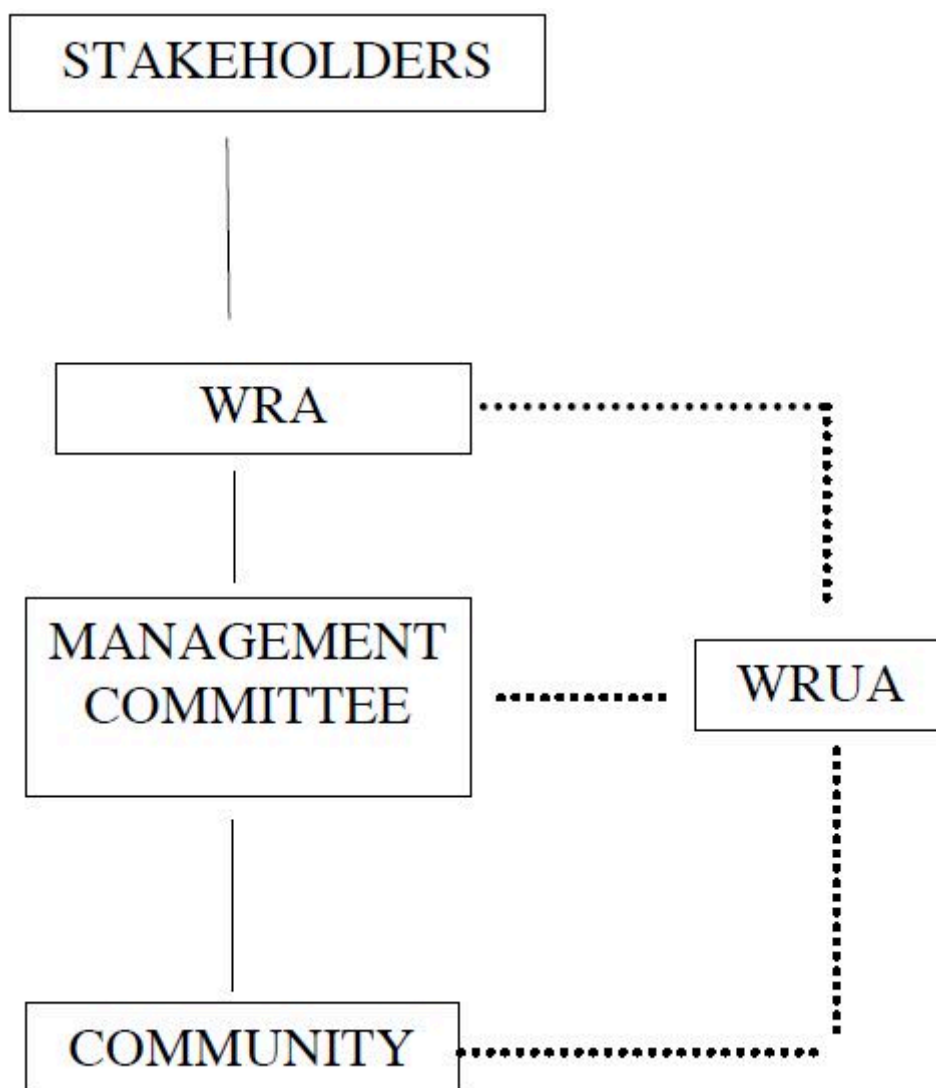 STAKEHOLDERS
WRA
MANAGEMENT
COMMITTEE
WRUA
COMMUNITY